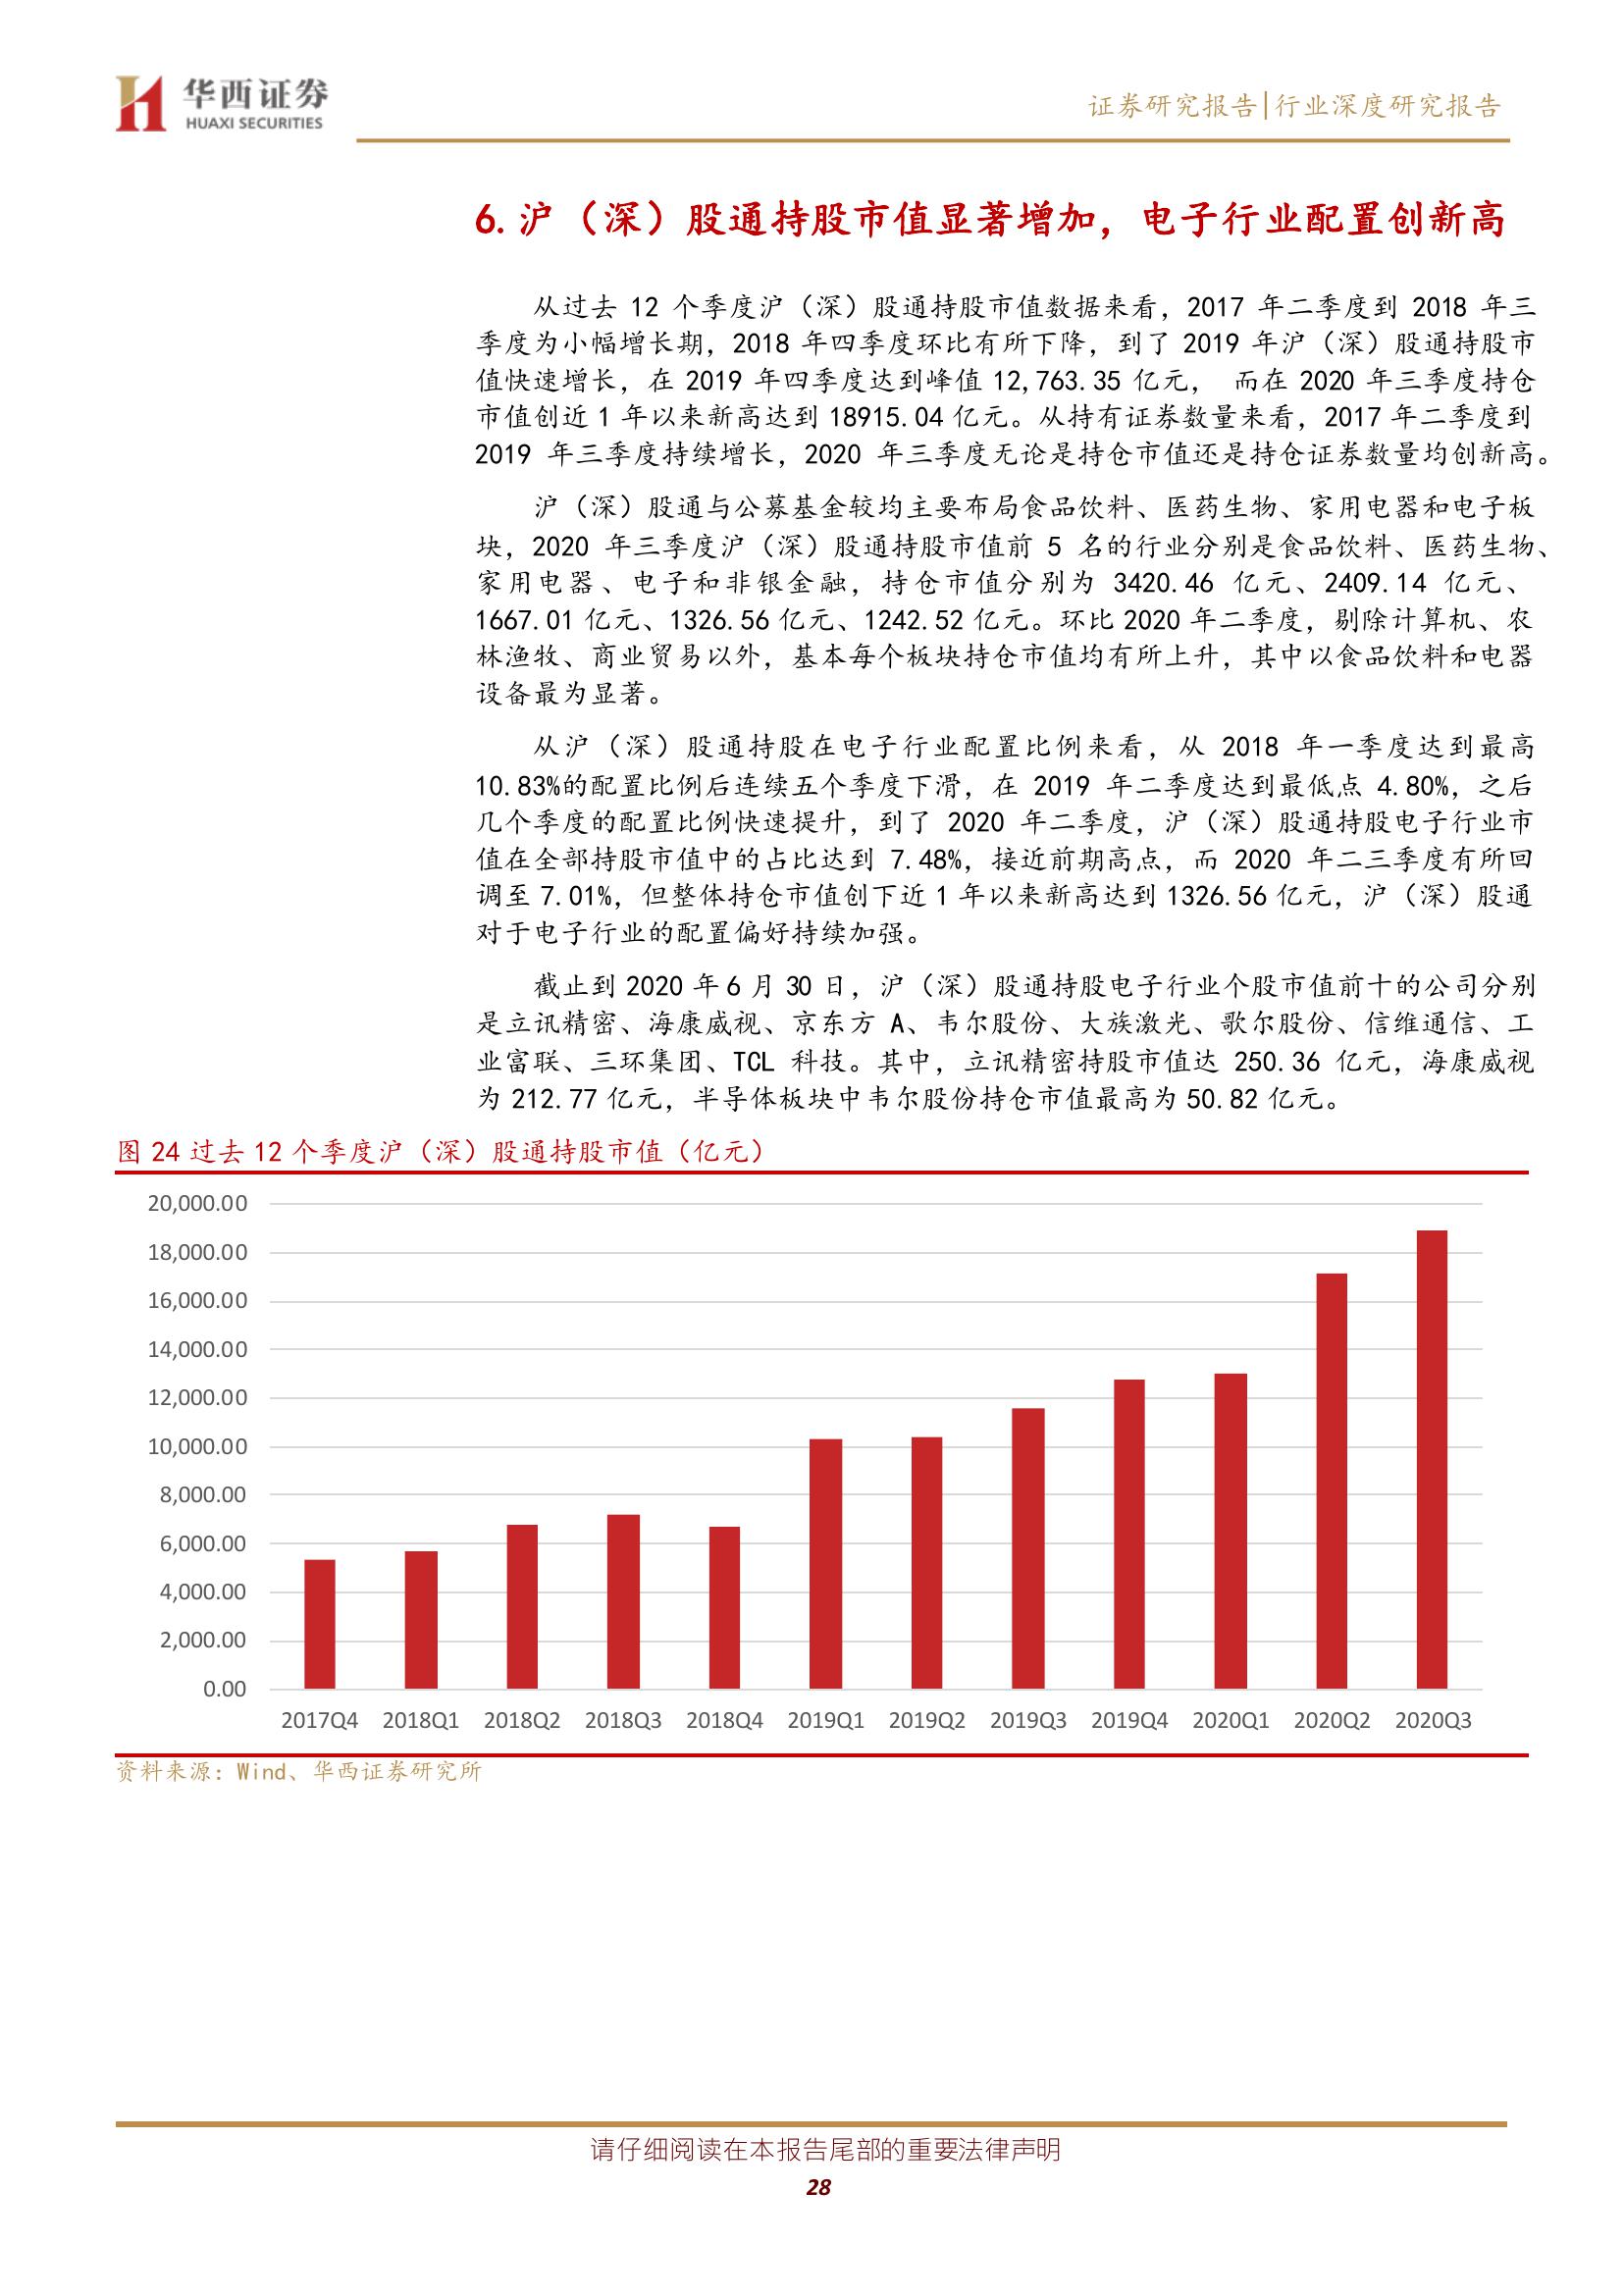 华西证券
HUAXI SECURITIES
证券研究报告|行业深度研究报告
6. 沪（深）股通持股市值显著增加，电子行业配置创新高
从过去 12 个季度沪（深）股通持股市值数据来看，2017 年二季度到 2018 年三
季度为小幅增长期，2018 年四季度环比有所下降，到了 2019 年沪（深）股通持股市
值快速增长，在 2019 年四季度达到峰值 12,763.35 亿元， 而在 2020 年三季度持仓
市值创近 1 年以来新高达到 18915.04 亿元。从持有证券数量来看，2017 年二季度到
2019 年三季度持续增长，2020 年三季度无论是持仓市值还是持仓证券数量均创新高。
沪（深）股通与公募基金较均主要布局食品饮料、医药生物、家用电器和电子板
块，2020 年三季度沪（深）股通持股市值前 5 名的行业分别是食品饮料、医药生物、
家用电器、电子和非银金融，持仓市值分别为 3420.46 亿元、2409.14 亿元、
1667.01 亿元、1326.56 亿元、1242.52 亿元。环比 2020 年二季度，剔除计算机、农
林渔牧、商业贸易以外，基本每个板块持仓市值均有所上升，其中以食品饮料和电器
设备最为显著。
从沪（深）股通持股在电子行业配置比例来看，从 2018 年一季度达到最高
10.83%的配置比例后连续五个季度下滑，在 2019 年二季度达到最低点 4.80%，之后
几个季度的配置比例快速提升，到了 2020 年二季度，沪（深）股通持股电子行业市
值在全部持股市值中的占比达到 7.48%，接近前期高点，而 2020 年二三季度有所回
调至 7.01%，但整体持仓市值创下近 1 年以来新高达到 1326.56 亿元，沪（深）股通
对于电子行业的配置偏好持续加强。
截止到 2020 年 6 月 30 日，沪（深）股通持股电子行业个股市值前十的公司分别
是立讯精密、海康威视、京东方 A、韦尔股份、大族激光、歌尔股份、信维通信、工
业富联、三环集团、TCL 科技。其中，立讯精密持股市值达 250.36 亿元，海康威视
为 212.77 亿元，半导体板块中韦尔股份持仓市值最高为 50.82 亿元。
图 24 过去 12 个季度沪（深）股通持股市值（亿元）
20,000.00
18,000.00
16,000.00
14,000.00
12,000.00
10,000.00
8,000.00
6,000.00
4,000.00
2,000.00
0.00
2017Q4 2018Q1 2018Q2 2018Q3 2018Q4 2019Q1 2019Q2 2019Q3 2019Q4 2020Q1 2020Q2 2020Q3
资料来源：Wind、华西证券研究所
请仔细阅读在本报告尾部的重要法律声明
28